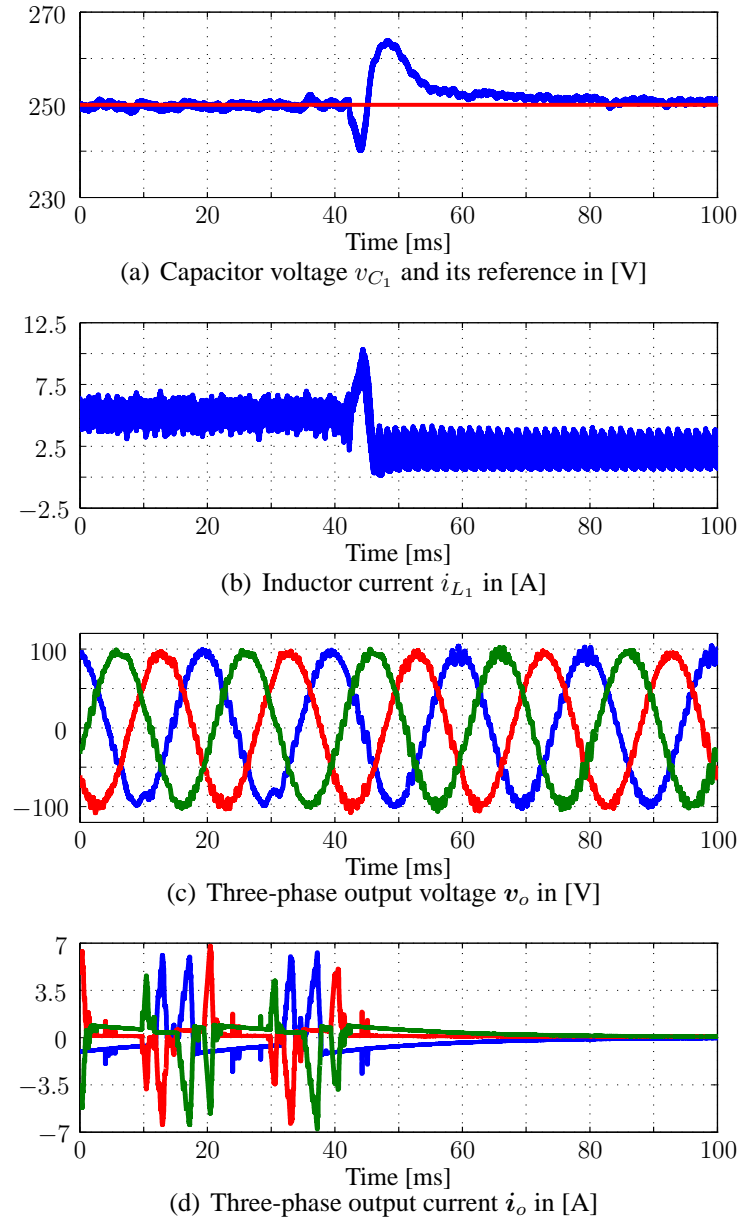 270
250
230
0 20 40 60 80 100
Time [ms]
(a) Capacitor voltage v_{C_1} and its reference in [V]
12.5
7.5
2.5
−2.5
0 20 40 60 80 100
Time [ms]
(b) Inductor current i_{L_1} in [A]
100
0
−100
0 20 40 60 80 100
Time [ms]
(c) Three-phase output voltage v_o in [V]
7
3.5
0
−3.5
−7
0 20 40 60 80 100
Time [ms]
(d) Three-phase output current i_o in [A]